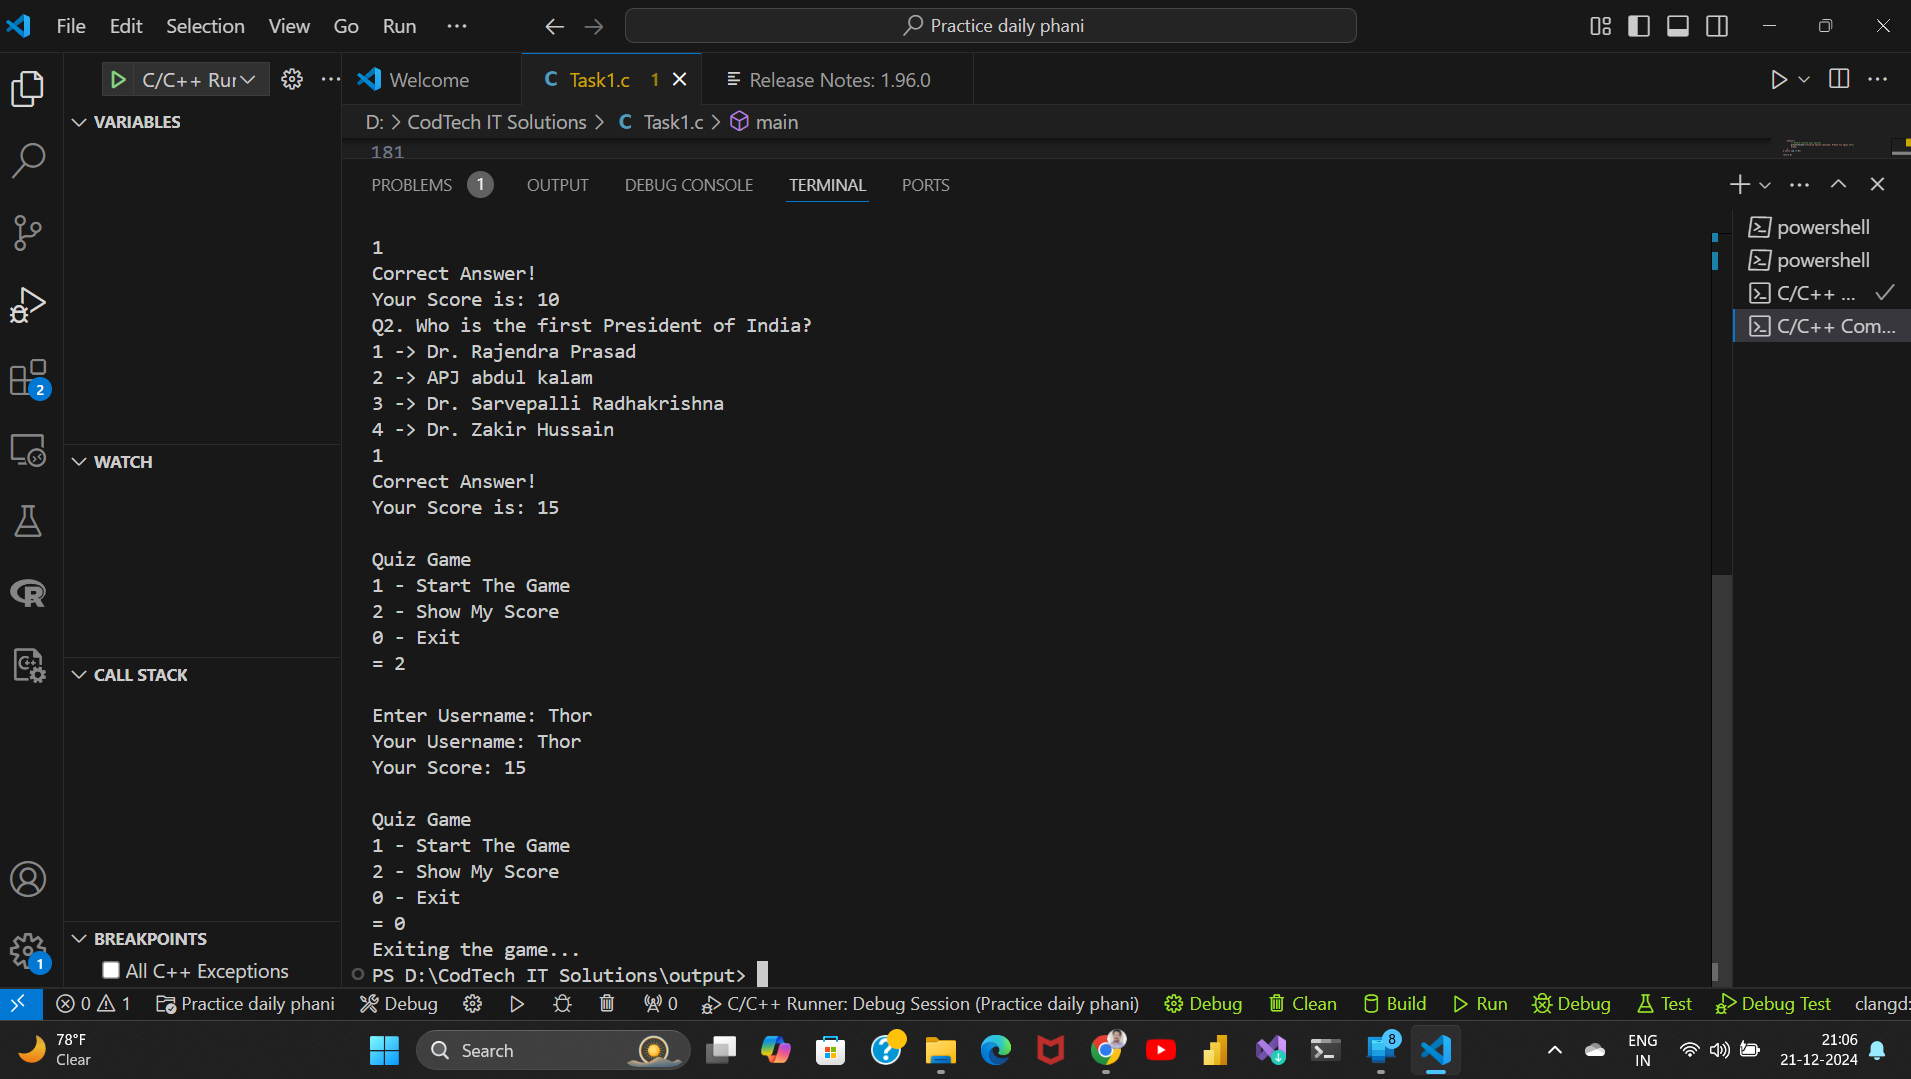 File Edit Selection View Go Run ···
Practice daily phani
C/C++ Rur
Welcome
C Task1.c 1
Release Notes: 1.96.0
VARIABLES
D: > CodTech IT Solutions > C Task1.c > main
181
PROBLEMS 1 OUTPUT DEBUG CONSOLE TERMINAL PORTS
powershell
powershell
C/C++ ...
C/C++ Com...
1
Correct Answer!
Your Score is: 10
Q2. Who is the first President of India?
1 -> Dr. Rajendra Prasad
2 -> APJ abdul kalam
3 -> Dr. Sarvepalli Radhakrishna
4 -> Dr. Zakir Hussain
1
Correct Answer!
Your Score is: 15
Quiz Game
1 - Start The Game
2 - Show My Score
0 - Exit
= 2
Enter Username: Thor
Your Username: Thor
Your Score: 15
Quiz Game
1 - Start The Game
2 - Show My Score
0 - Exit
= 0
Exiting the game...
PS D:\CodTech IT Solutions\output>
2
WATCH
CALL STACK
BREAKPOINTS
All C++ Exceptions
1
0 1 Practice daily phani Debug 0 C/C++ Runner: Debug Session (Practice daily phani) Debug Clean Build Run Debug Test Debug Test clangd:
78°F
Clear
Search
8
ENG
IN
21:06
21-12-2024